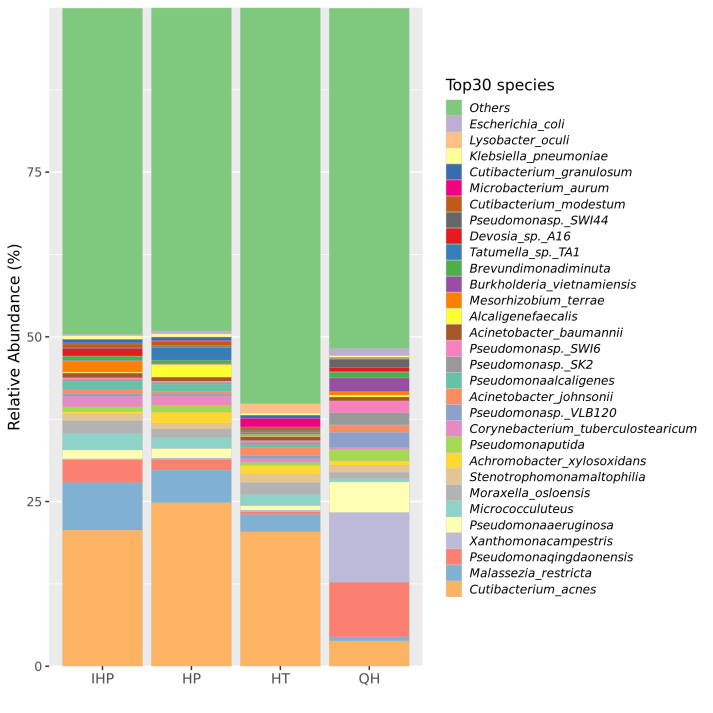 Relative Abundance (%)
75
50
25
0
IHP HP HT QH
Top30 species
Others
Escherichia_coli
Lysobacter_oculi
Klebsiella_pneumoniae
Cutibacterium_granulosum
Microbacterium_aurum
Cutibacterium_modestum
Pseudomonasp._SWI44
Devosia_sp._A16
Tatumella_sp._TA1
Brevundimonadiminuta
Burkholderia_vietnamiensis
Mesorhizobium_terrae
Alcaligenefaecalis
Acinetobacter_baumannii
Pseudomonasp._SWI6
Pseudomonasp._SK2
Pseudomonaalcaligenes
Acinetobacter_johnsonii
Pseudomonasp._VLB120
Corynebacterium_tuberculostearicum
Pseudomonaputida
Achromobacter_xylosoxidans
Stenotrophomonamaltophilia
Moraxella_osloensis
Micrococculuteus
Pseudomonaaeruginosa
Xanthomonacampestris
Pseudomonaqingdaonensis
Malassezia_restricta
Cutibacterium_acnes